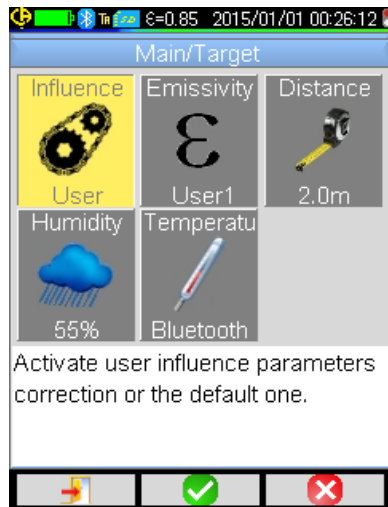 ε=0.85 2015/01/01 00:26:12
Main/Target
Influence Emissivity Distance
ε
User User1 2.0m
Humidity Temperatu
55% Bluetooth
Activate user influence parameters
correction or the default one.